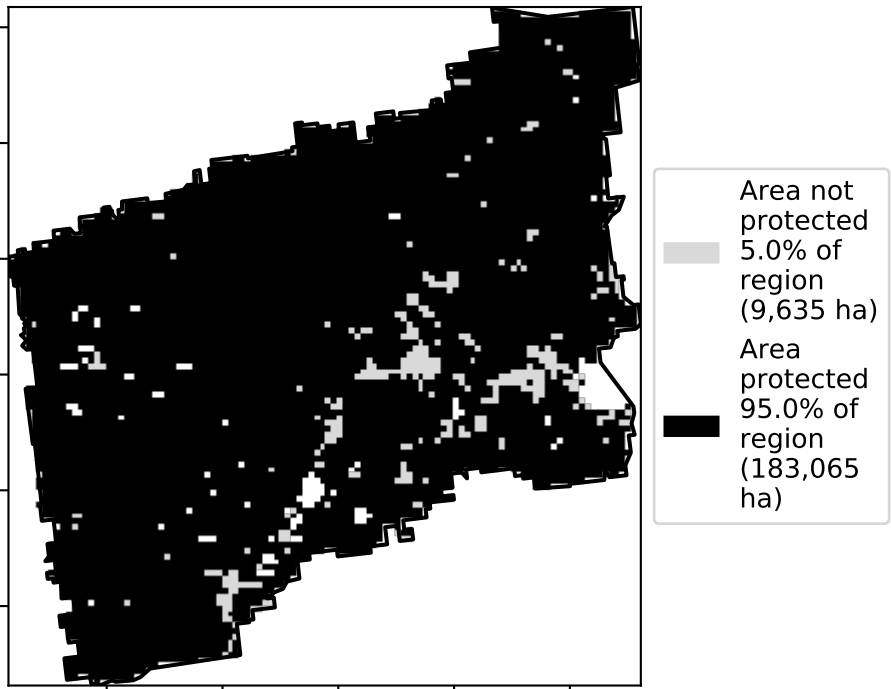 Area not
protected
5.0% of
region
(9,635 ha)
Area
protected
95.0% of
region
(183,065
ha)